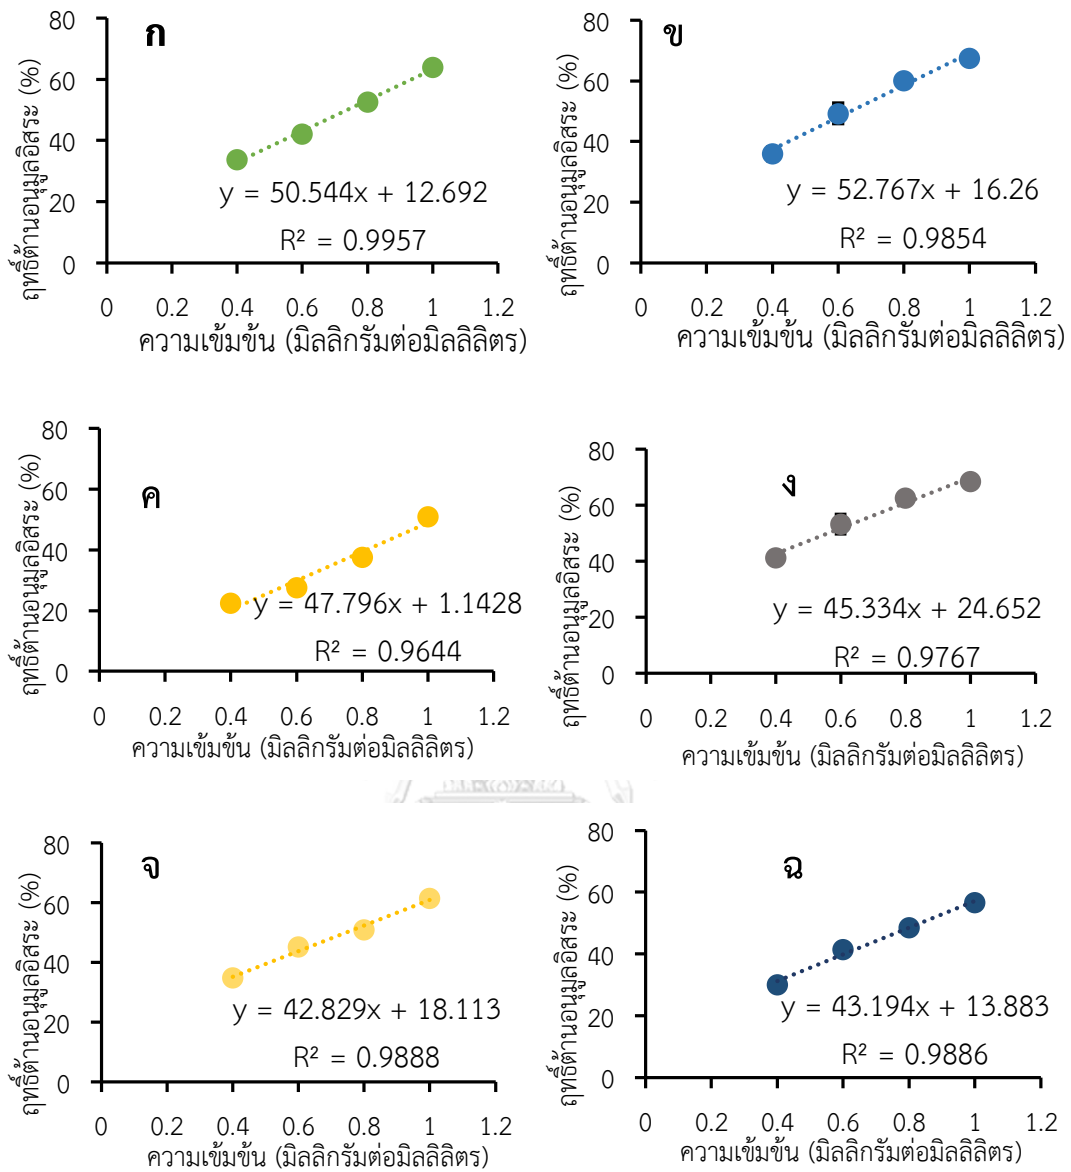 ก
ฤทธิ์ต้านอนุมูลอิสระ (%)
80
60
40
20
0
y = 50.544x + 12.692
R² = 0.9957
0 0.2 0.4 0.6 0.8 1 1.2
ความเข้มข้น (มิลลิกรัมต่อมิลลิลิตร)
ข
ฤทธิ์ต้านอนุมูลอิสระ (%)
80
60
40
20
0
y = 52.767x + 16.26
R² = 0.9854
0 0.2 0.4 0.6 0.8 1 1.2
ความเข้มข้น (มิลลิกรัมต่อมิลลิลิตร)
ค
ฤทธิ์ต้านอนุมูลอิสระ (%)
80
60
40
20
0
y = 47.796x + 1.1428
R² = 0.9644
0 0.2 0.4 0.6 0.8 1 1.2
ความเข้มข้น (มิลลิกรัมต่อมิลลิลิตร)
ง
ฤทธิ์ต้านอนุมูลอิสระ (%)
80
60
40
20
0
y = 45.334x + 24.652
R² = 0.9767
0 0.2 0.4 0.6 0.8 1 1.2
ความเข้มข้น (มิลลิกรัมต่อมิลลิลิตร)
จ
ฤทธิ์ต้านอนุมูลอิสระ (%)
80
60
40
20
0
y = 42.829x + 18.113
R² = 0.9888
0 0.2 0.4 0.6 0.8 1 1.2
ความเข้มข้น (มิลลิกรัมต่อมิลลิลิตร)
ฉ
ฤทธิ์ต้านอนุมูลอิสระ (%)
80
60
40
20
0
y = 43.194x + 13.883
R² = 0.9886
0 0.2 0.4 0.6 0.8 1 1.2
ความเข้มข้น (มิลลิกรัมต่อมิลลิลิตร)